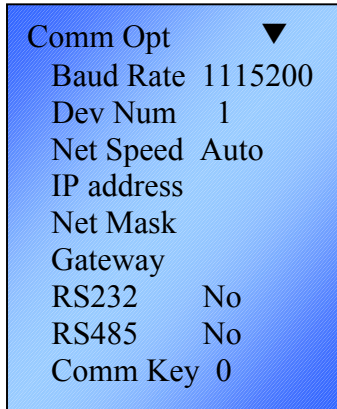 Comm Opt ▼
Baud Rate 1115200
Dev Num 1
Net Speed Auto
IP address
Net Mask
Gateway
RS232 No
RS485 No
Comm Key 0